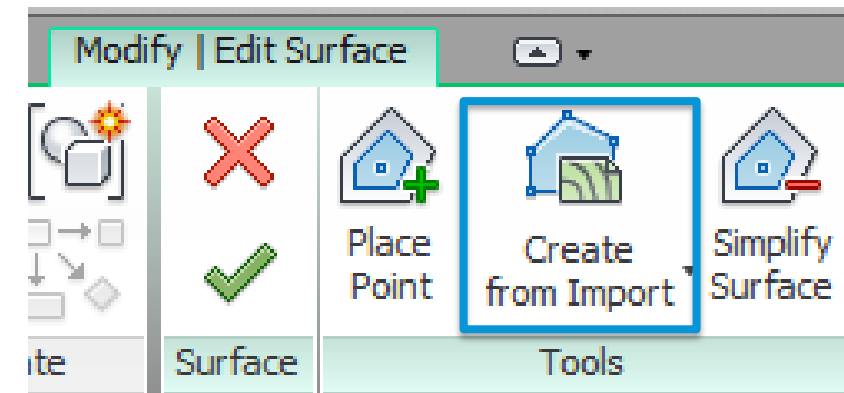 Modify | Edit Surface
Place
Point
Create
from Import
Simplify
Surface
Surface
Tools